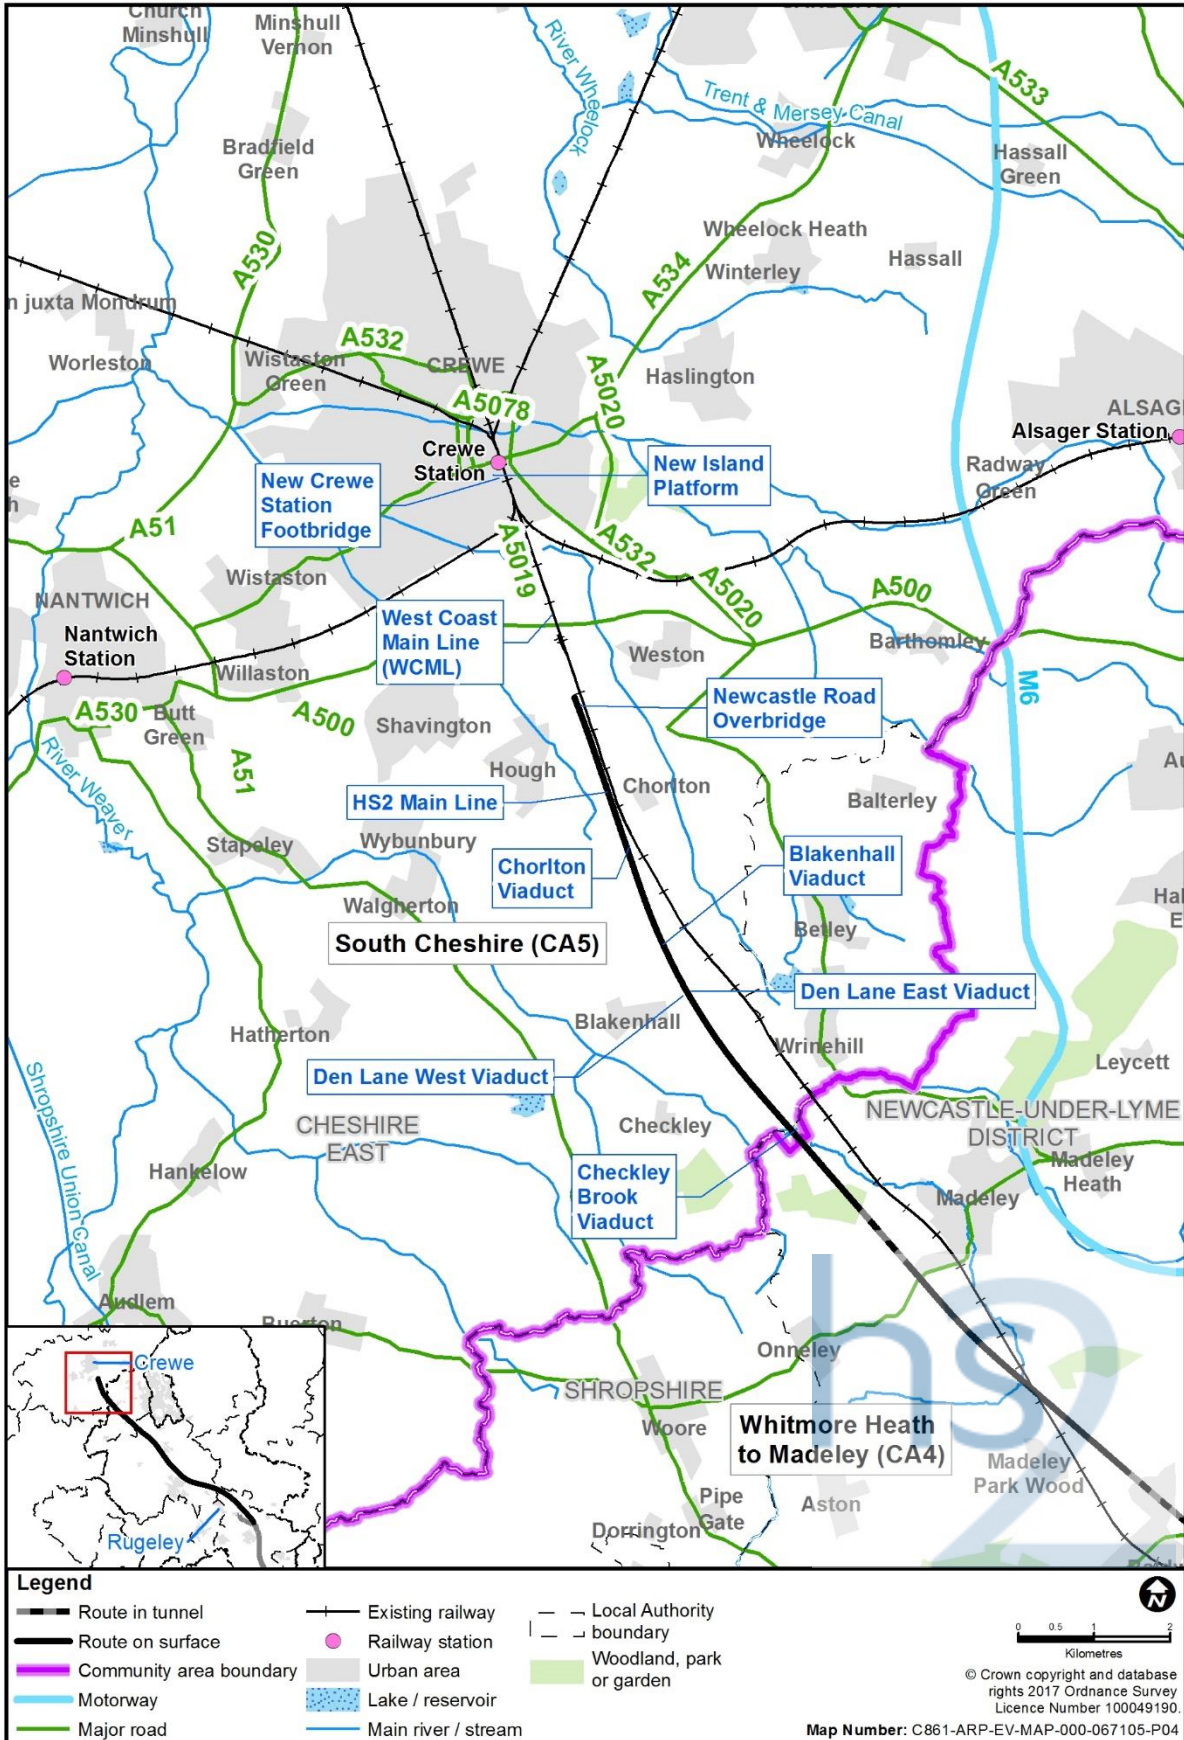 Church
Minshull
Minshull
Vernon
River Wheelock
A533
Trent & Mersey Canal
Bradfield
Green
Wheelock
Hassall
Green
A530
Wheelock Heath
Winterley
Hassall
A534
n juxta Mondrum
Worleston
A532
Wistaston
Green
CREWE
A5078
A5020
Haslington
ALSAG
Alsager Station
Crewe
Station
New Crewe
Station
Footbridge
New Island
Platform
Radway
Green
A51
A5019
A532
A5020
A500
Wistaston
NANTWICH
Nantwich
Station
West Coast
Main Line
(WCML)
Barthomley
Weston
Willaston
M6
A530
Butt
Green
A500
Shavington
Newcastle Road
Overbridge
A51
River Weaver
Hough
Chorlton
HS2 Main Line
Balterley
Stapeley
Wybunbury
Chorlton
Viaduct
Blakenhall
Viaduct
Walgherton
Betley
South Cheshire (CA5)
Den Lane East Viaduct
Hatherton
Blakenhall
Wrinehill
Leycett
Den Lane West Viaduct
Shropshire Union Canal
CHESHIRE
EAST
Checkley
NEWCASTLE-UNDER-LYME
DISTRICT
Hankelow
Checkley
Brook
Viaduct
Madeley
Madeley
Heath
Audlem
Buerton
Onneley
hs2
SHROPSHIRE
Woore
Whitmore Heath
to Madeley (CA4)
Madeley
Park Wood
Pipe
Gate
Aston
Dorrington
Crewe
Rugeley
Legend
Route in tunnel
Route on surface
Community area boundary
Motorway
Major road
Existing railway
Railway station
Urban area
Lake / reservoir
Main river / stream
Local Authority
boundary
Woodland, park
or garden
N
0 0.5 1 2
Kilometres
© Crown copyright and database
rights 2017 Ordnance Survey
Licence Number 100049190.
Map Number: C861-ARP-EV-MAP-000-067105-P04